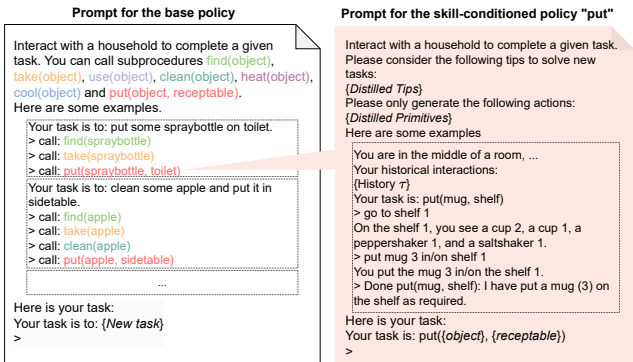 Prompt for the base policy
Interact with a household to complete a given
task. You can call subprocedures find(object),
take(object), use(object), clean(object), heat(object),
cool(object) and put(object, receptable).
Here are some examples.
Your task is to: put some spraybottle on toilet.
> call: find(spraybottle)
> call: take(spraybottle)
> call: put(spraybottle, toilet)
Your task is to: clean some apple and put it in
sidetable.
> call: find(apple)
> call: take(apple)
> call: clean(apple)
> call: put(apple, sidetable)
...
Here is your task:
Your task is to: {New task}
>
Prompt for the skill-conditioned policy "put"
Interact with a household to complete a given task.
Please consider the following tips to solve new
tasks:
{Distilled Tips}
Please only generate the following actions:
{Distilled Primitives}
Here are some examples
You are in the middle of a room, ...
Your historical interactions:
{History τ}
Your task is: put(mug, shelf)
> go to shelf 1
On the shelf 1, you see a cup 2, a cup 1, a
peppershaker 1, and a saltshaker 1.
> put mug 3 in/on shelf 1
You put the mug 3 in/on the shelf 1.
> Done put(mug, shelf): I have put a mug (3) on
the shelf as required.
Here is your task:
Your task is: put({object}, {receptable})
>